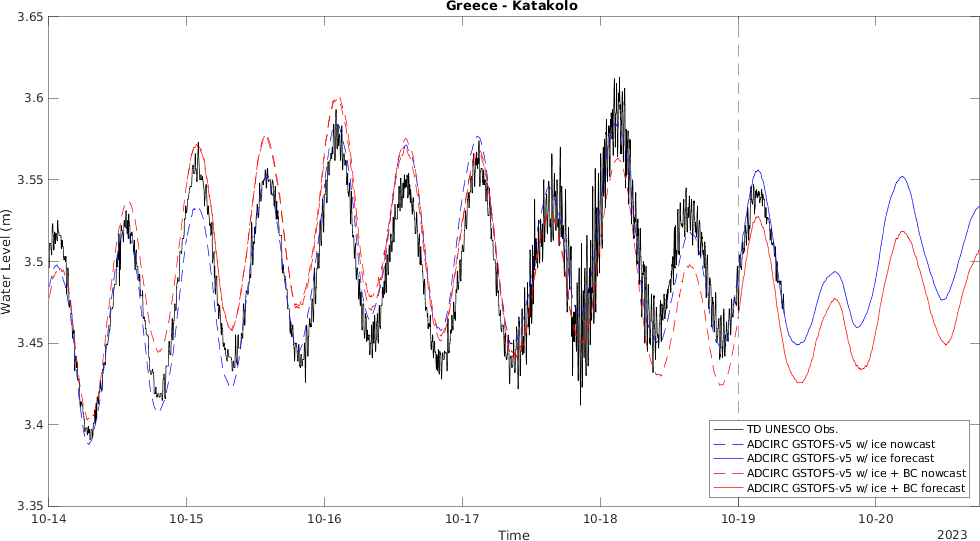 Greece - Katakolo
3.65
3.6
3.55
3.5
3.45
3.4
3.35
Water Level (m)
10-14 10-15 10-16 10-17 10-18 10-19 10-20
Time
2023
TD UNESCO Obs.
ADCIRC GSTOFS-v5 w/ ice nowcast
ADCIRC GSTOFS-v5 w/ ice forecast
ADCIRC GSTOFS-v5 w/ ice + BC nowcast
ADCIRC GSTOFS-v5 w/ ice + BC forecast